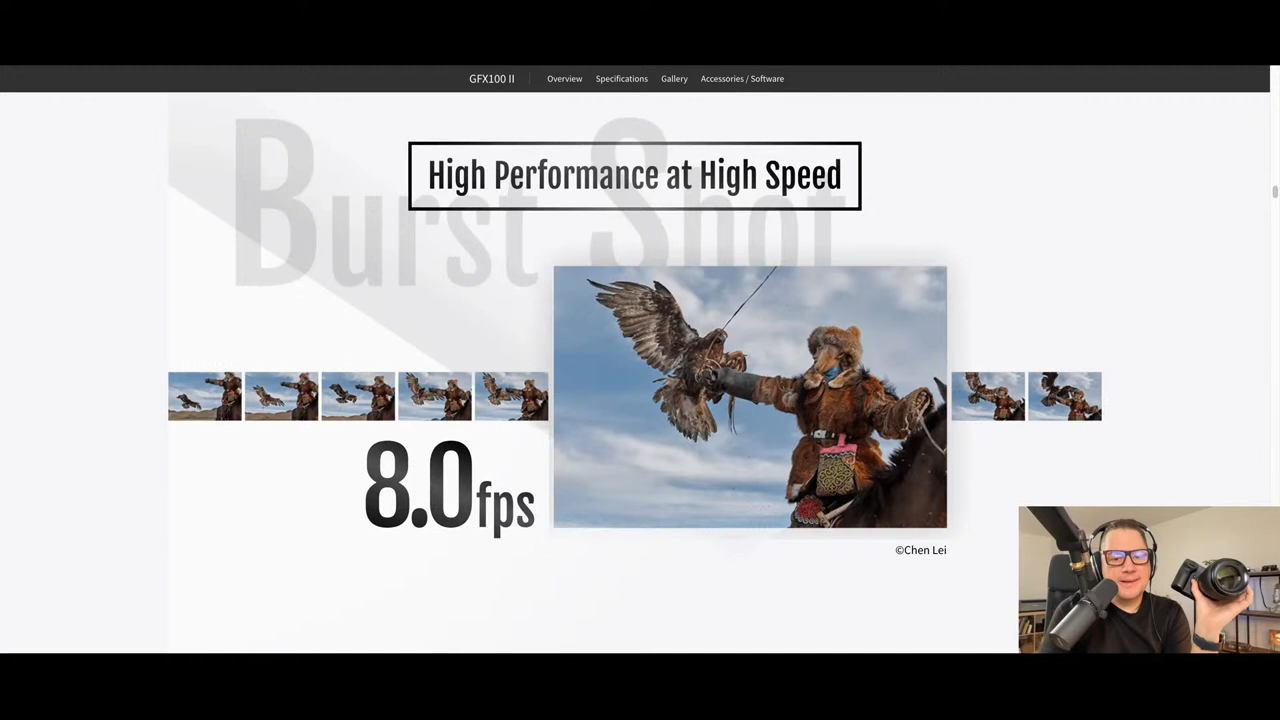 GFX100 II
Overview
Specifications
Gallery
Accessories / Software
Burst Shot
High Performance at High Speed
8.0fps
©Chen Lei